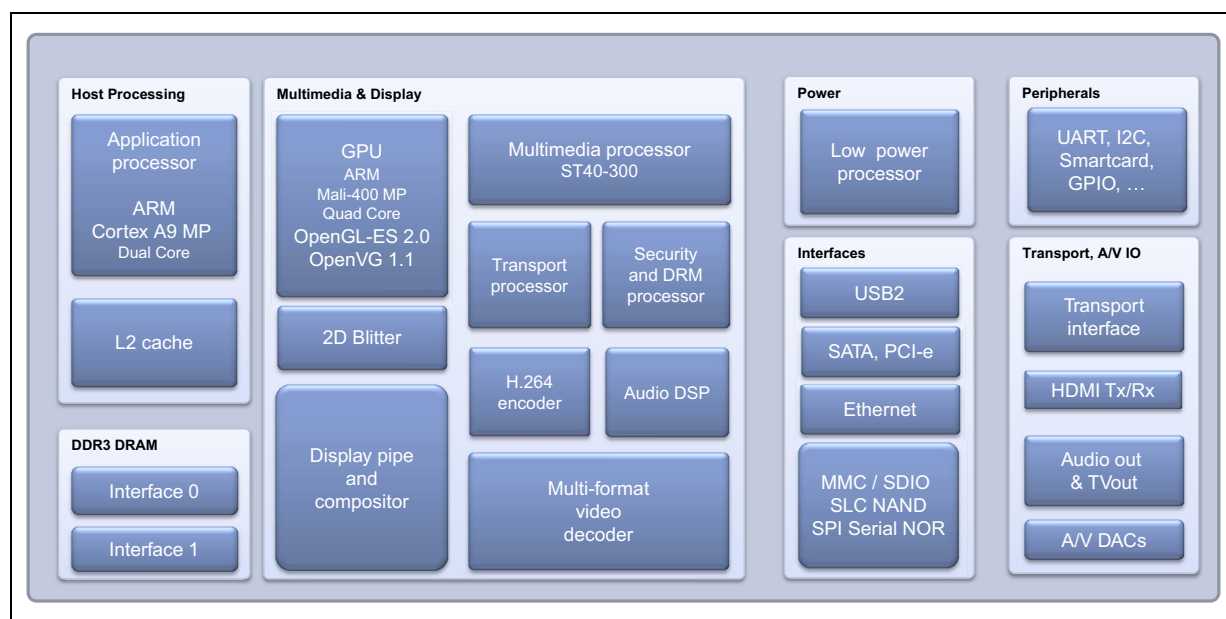 Host Processing
Application
processor
ARM
Cortex A9 MP
Dual Core
L2 cache
DDR3 DRAM
Interface 0
Interface 1
Multimedia & Display
GPU
ARM
Mali-400 MP
Quad Core
OpenGL-ES 2.0
OpenVG 1.1
2D Blitter
Display pipe
and
compositor
Multimedia processor
ST40-300
Transport
processor
Security
and DRM
processor
H.264
encoder
Audio DSP
Multi-format
video
decoder
Power
Low power
processor
Interfaces
USB2
SATA, PCI-e
Ethernet
MMC / SDIO
SLC NAND
SPI Serial NOR
Peripherals
UART, I2C,
Smartcard,
GPIO, …
Transport, A/V IO
Transport
interface
HDMI Tx/Rx
Audio out
& TVout
A/V DACs